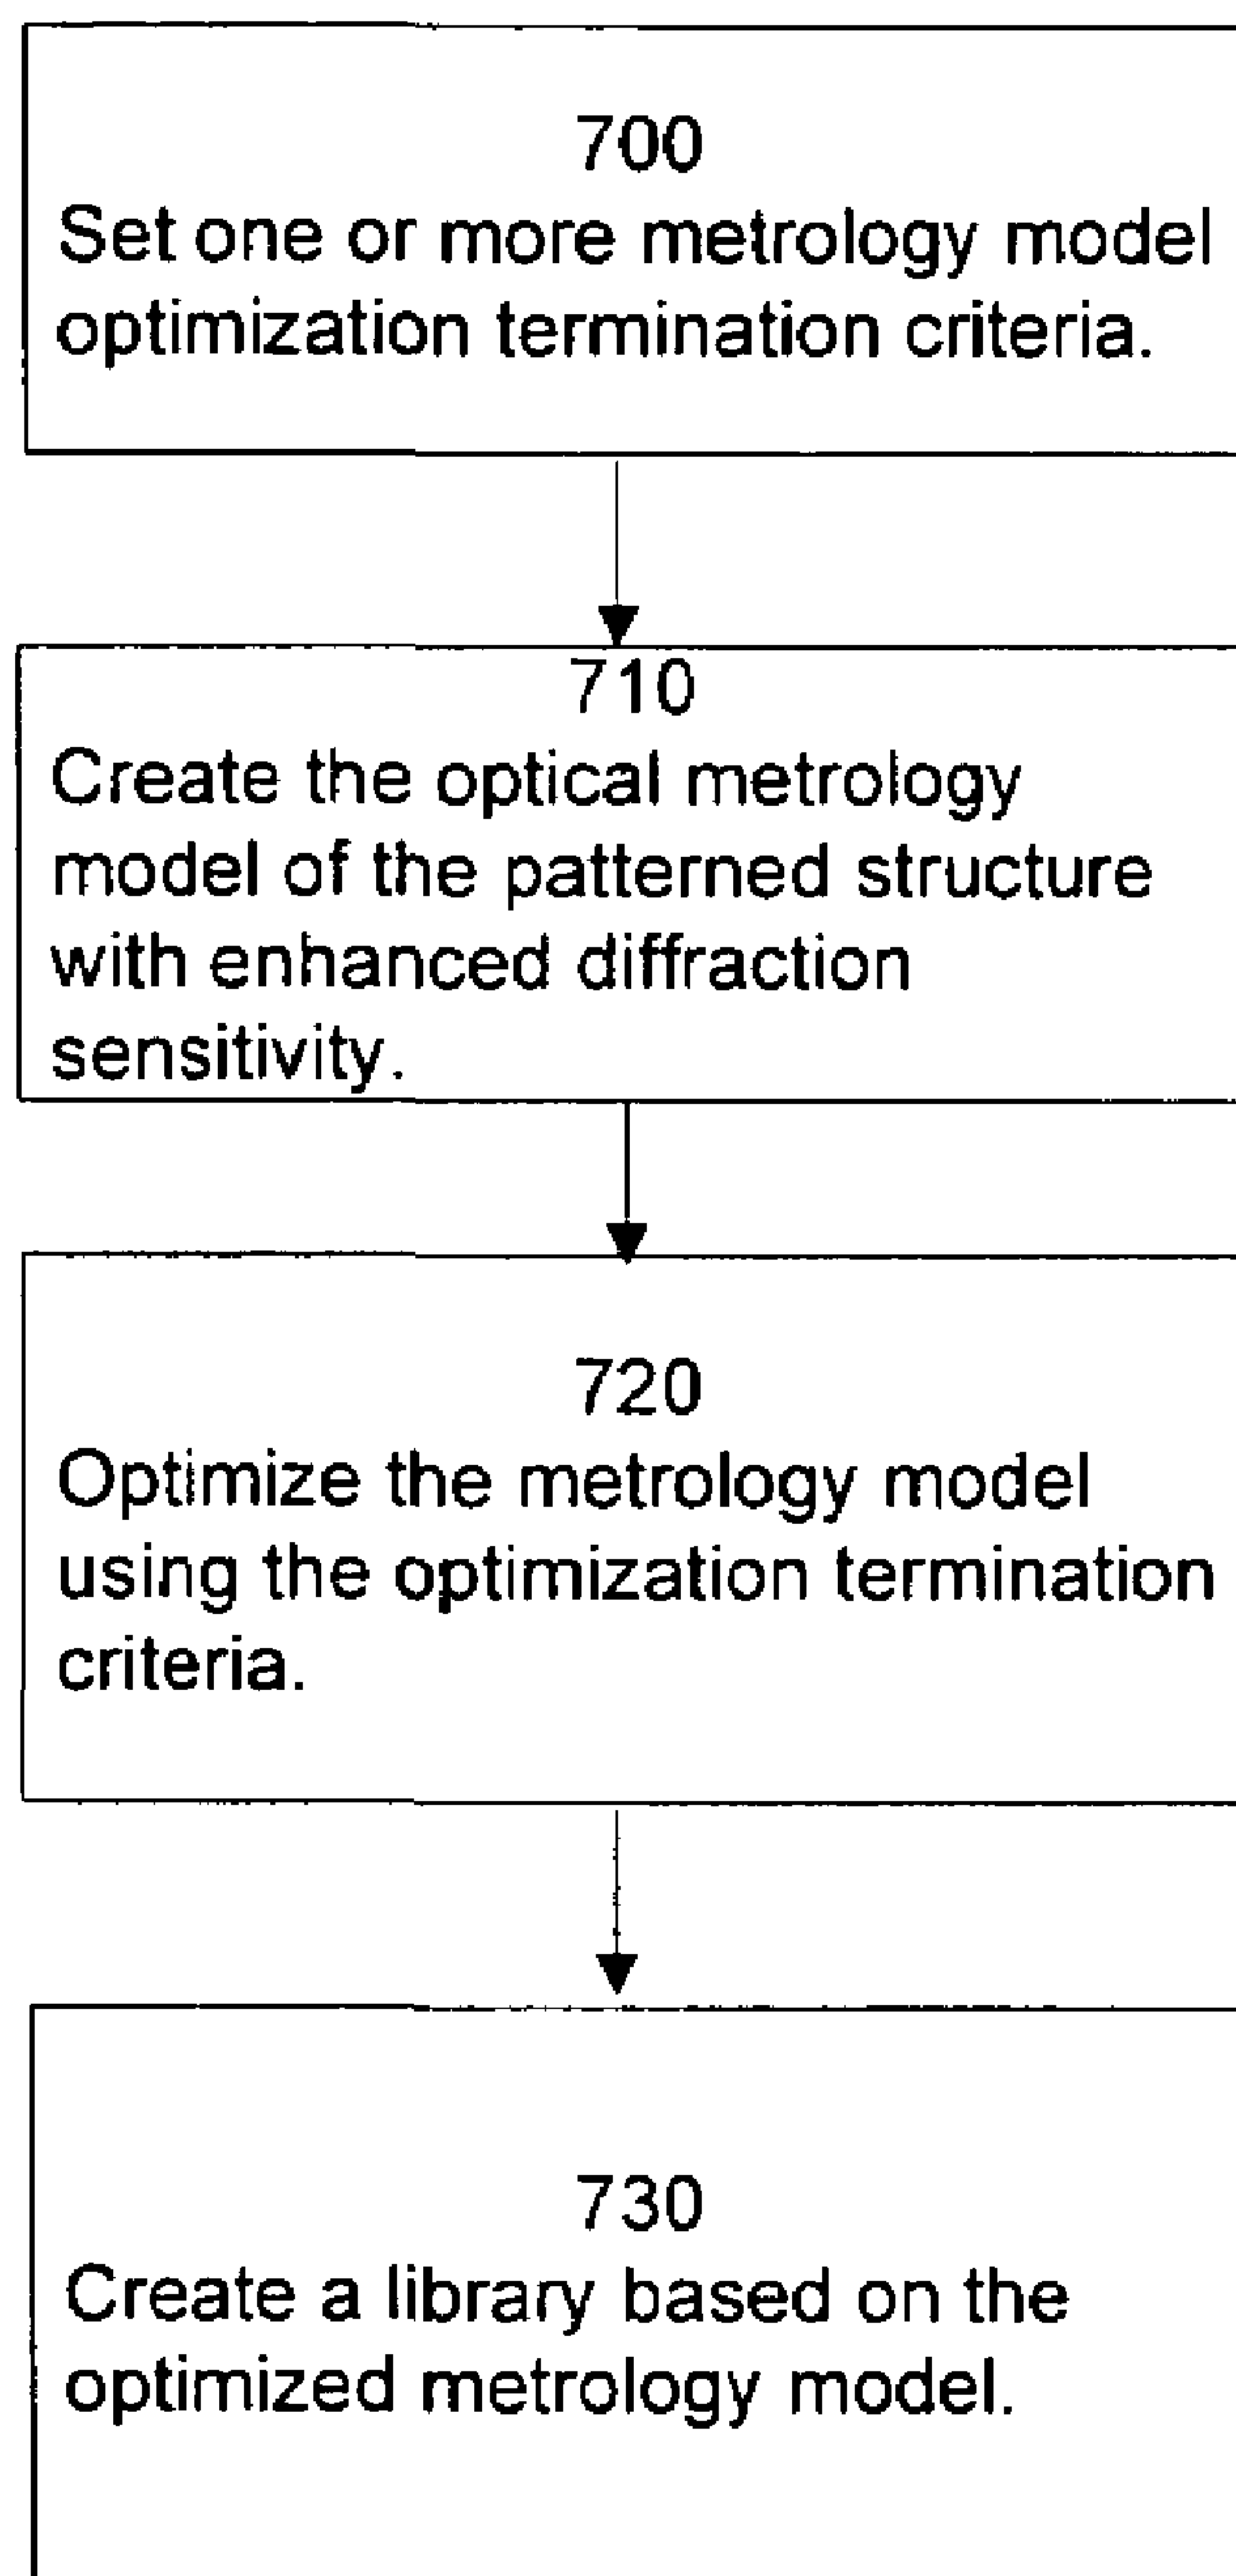 700
Set one or more metrology model
optimization termination criteria.
710
Create the optical metrology
model of the patterned structure
with enhanced diffraction
sensitivity.
720
Optimize the metrology model
using the optimization termination
criteria.
730
Create a library based on the
optimized metrology model.